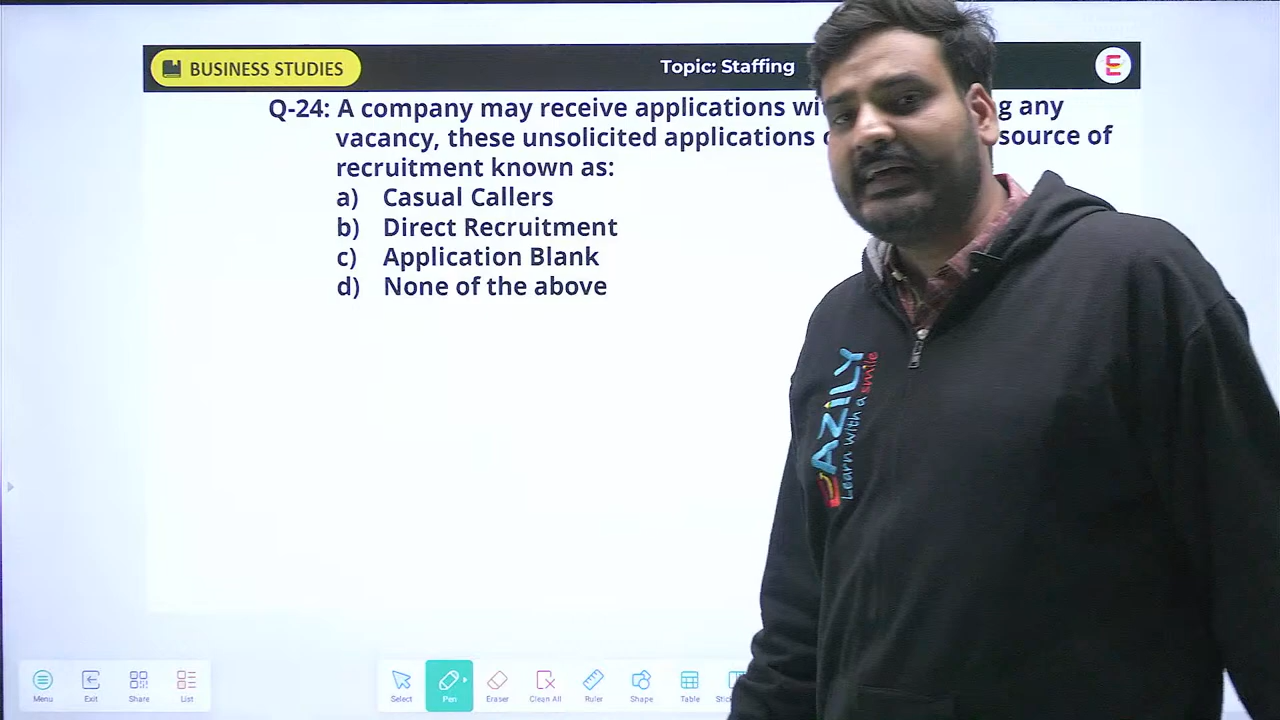 BUSINESS STUDIES
Topic: Staffing
E
Q-24: A company may receive applications any
vacancy, these unsolicited applications source of
recruitment known as:
a) Casual Callers
b) Direct Recruitment
c) Application Blank
d) None of the above
EAZILY
Learn with a smile
Menu
Exit
Share
List
Select
Pen
Eraser
Clean All
Ruler
Shape
Table